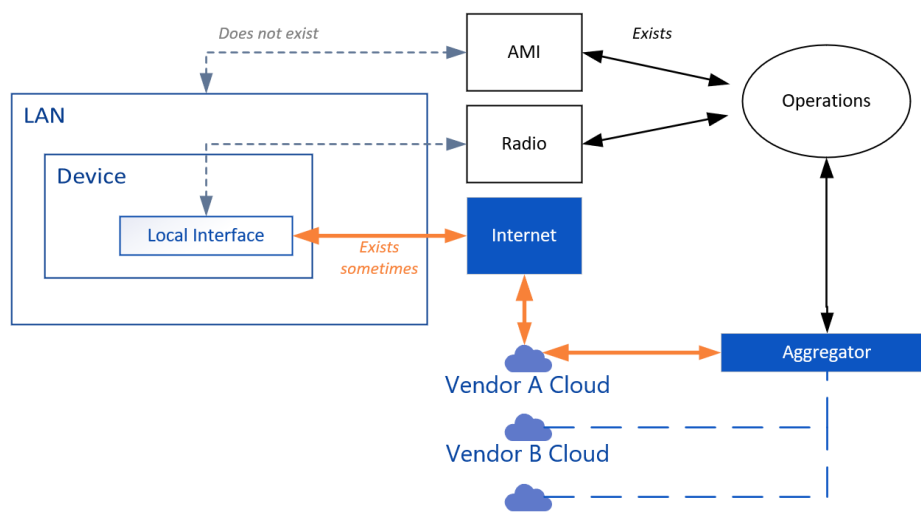 Does not exist
AMI
Exists
LAN
Operations
Radio
Device
Local Interface
Internet
Exists
sometimes
Aggregator
Vendor A Cloud
Vendor B Cloud